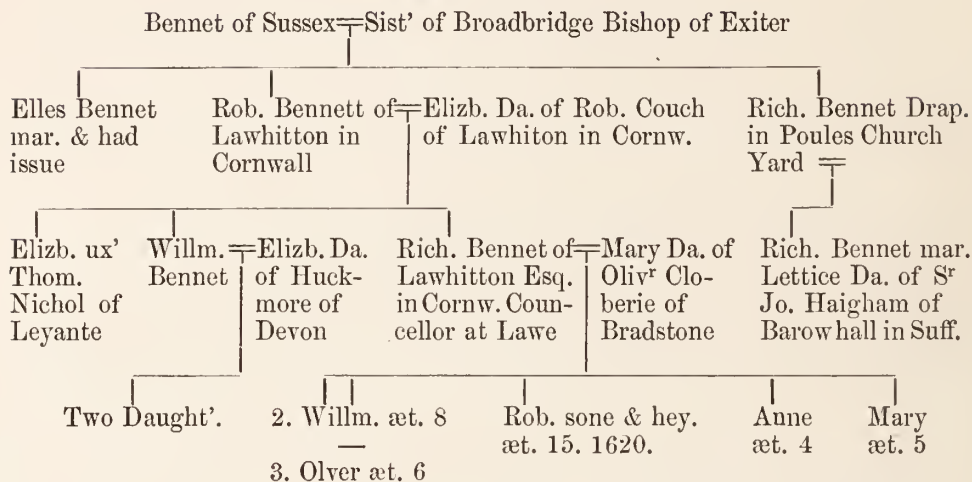 Bennet of Sussex=Sist' of Broadbridge Bishop of Exiter
Elles Bennet
mar. & had
issue
Rob. Bennett of
Lawhitton in
Cornwall
=Elizb. Da. of Rob. Couch
of Lawhiton in Cornw.
Rich. Bennet Drap.
in Poules Church
Yard =
Elizb. ux'
Thom.
Nichol of
Leyante
Willm.
Bennet
=Elizb. Da.
of Huck-
more of
Devon
Rich. Bennet of
Lawhitton Esq.
in Cornw. Coun-
cellor at Lawe
=Mary Da. of
Olivʳ Clo-
berie of
Bradstone
Rich. Bennet mar.
Lettice Da. of Sʳ
Jo. Haigham of
Barowhall in Suff.
Two Daught'.
2. Willm. æt. 8
—
3. Olver æt. 6
Rob. sone & hey.
æt. 15. 1620.
Anne
æt. 4
Mary
æt. 5